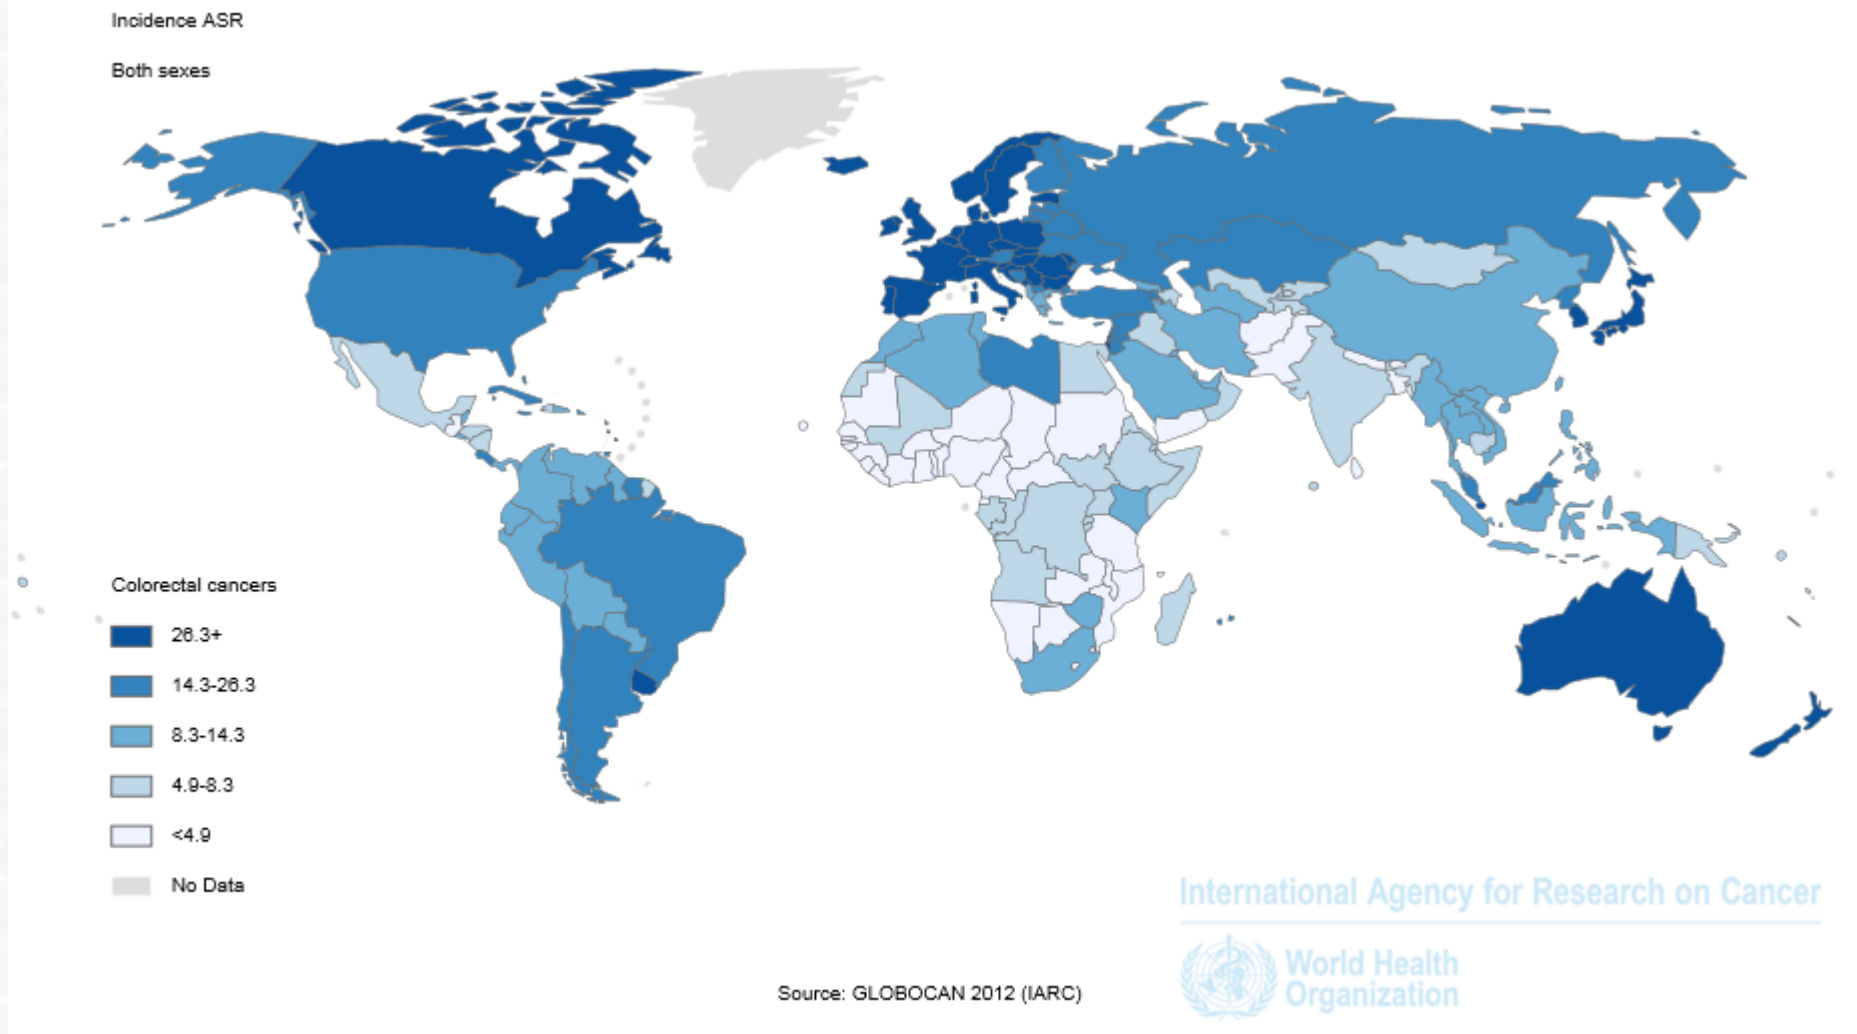 Incidence ASR
Both sexes
Colorectal cancers
26.3+
14.3-26.3
8.3-14.3
4.9-8.3
<4.9
No Data
International Agency for Research on Cancer
World Health
Organization
Source: GLOBOCAN 2012 (IARC)